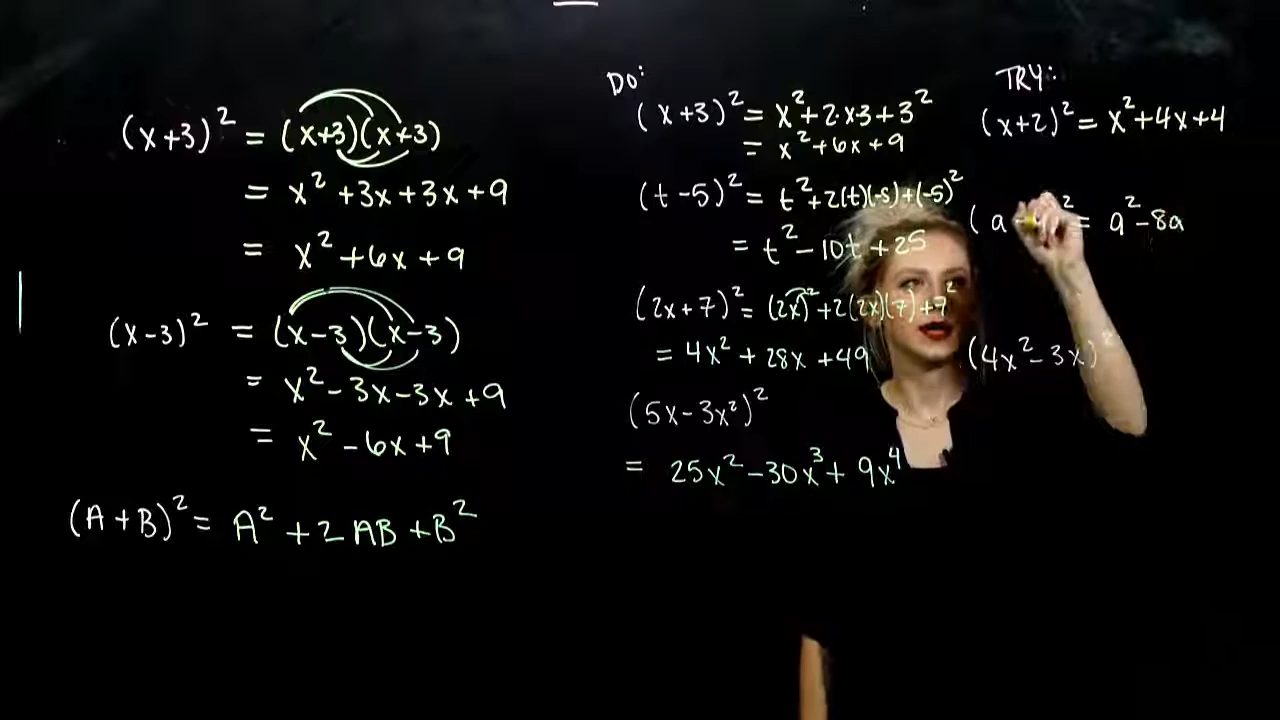 (x+3)² = (x+3)(x+3)
= x² + 3x + 3x + 9
= x² + 6x + 9
(x-3)² = (x-3)(x-3)
= x² - 3x - 3x + 9
= x² - 6x + 9
(A+B)² = A² + 2AB + B²
DO:
(x+3)² = x² + 2·x·3 + 3²
= x² + 6x + 9
(t-5)² = t² + 2(t)(-5) + (-5)²
= t² - 10t + 25
(2x+7)² = (2x)² + 2(2x)(7) + 7²
= 4x² + 28x + 49
(5x-3x²)²
= 25x² - 30x³ + 9x⁴
TRY:
(x+2)² = x² + 4x + 4
(a ² = a² - 8a
(4x² - 3x)²